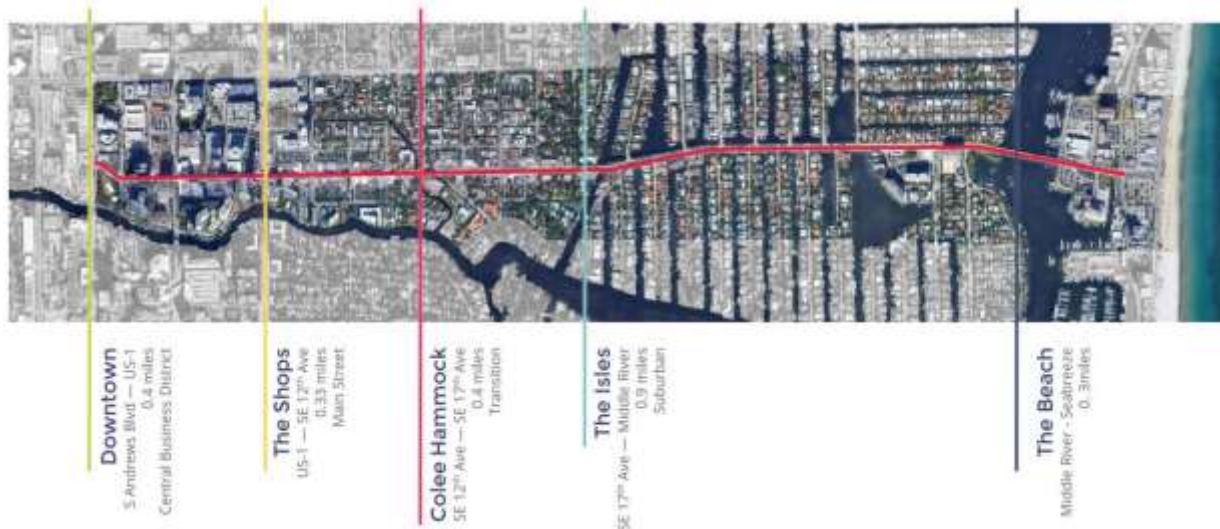 Downtown
S Andrews Blvd — US-1
0.4 miles
Central Business District
The Shops
US-1 — SE 12th Ave
0.33 miles
Main Street
Colee Hammock
SE 12th Ave — SE 17th Ave
0.4 miles
Transition
The Isles
SE 17th Ave — Middle River
0.9 miles
Suburban
The Beach
Middle River - Seabreeze
0. 3miles